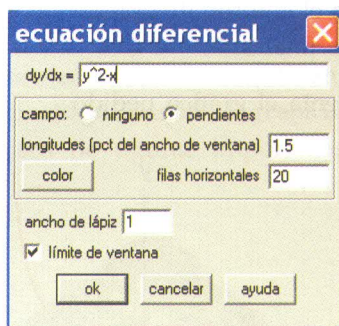 ecuación diferencial
dy/dx = y^2-x
campo: ninguno pendientes
longitudes (pct del ancho de ventana) 1.5
color filas horizontales 20
ancho de lápiz 1
límite de ventana
ok cancelar ayuda